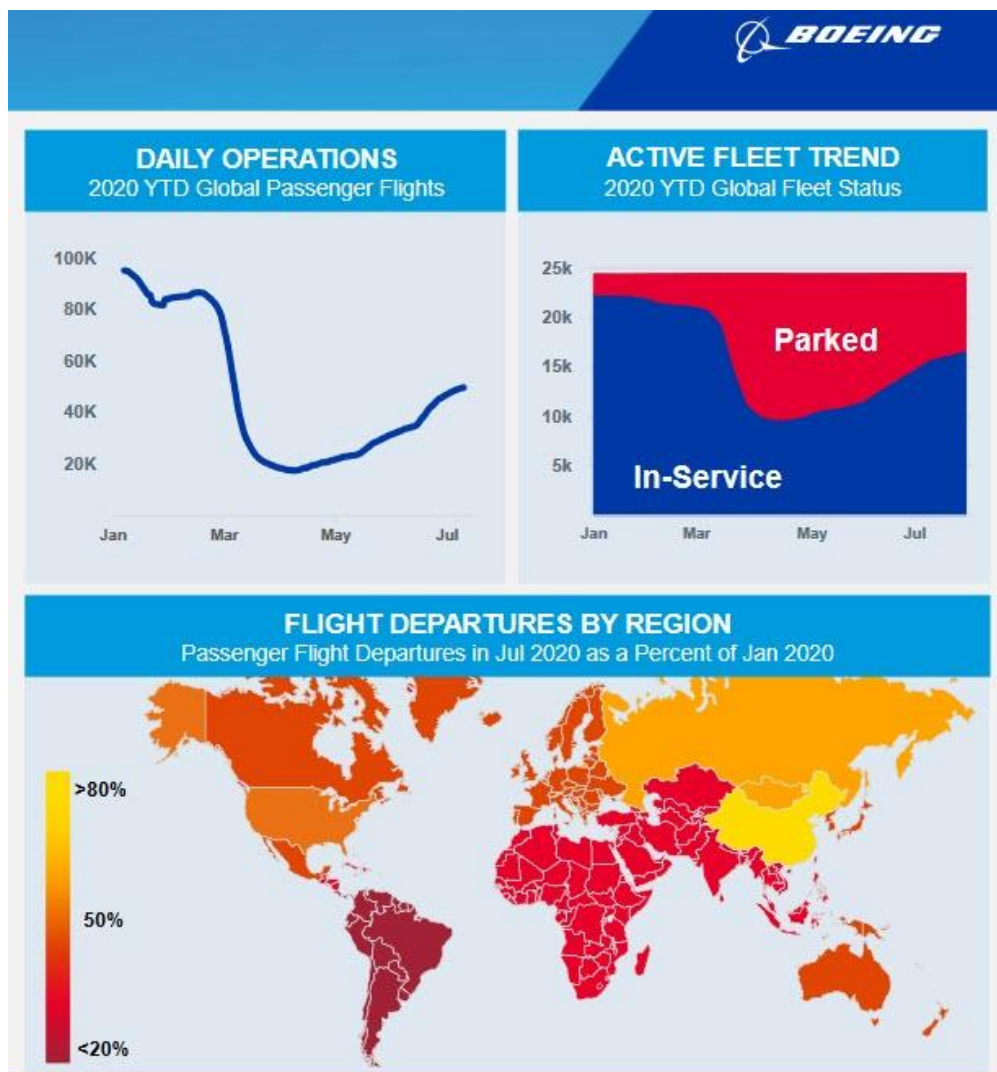 BOEING
DAILY OPERATIONS
2020 YTD Global Passenger Flights
100K
80K
60K
40K
20K
Jan Mar May Jul
ACTIVE FLEET TREND
2020 YTD Global Fleet Status
25k
20k
15k
10k
5k
Parked
In-Service
Jan Mar May Jul
FLIGHT DEPARTURES BY REGION
Passenger Flight Departures in Jul 2020 as a Percent of Jan 2020
>80%
50%
<20%